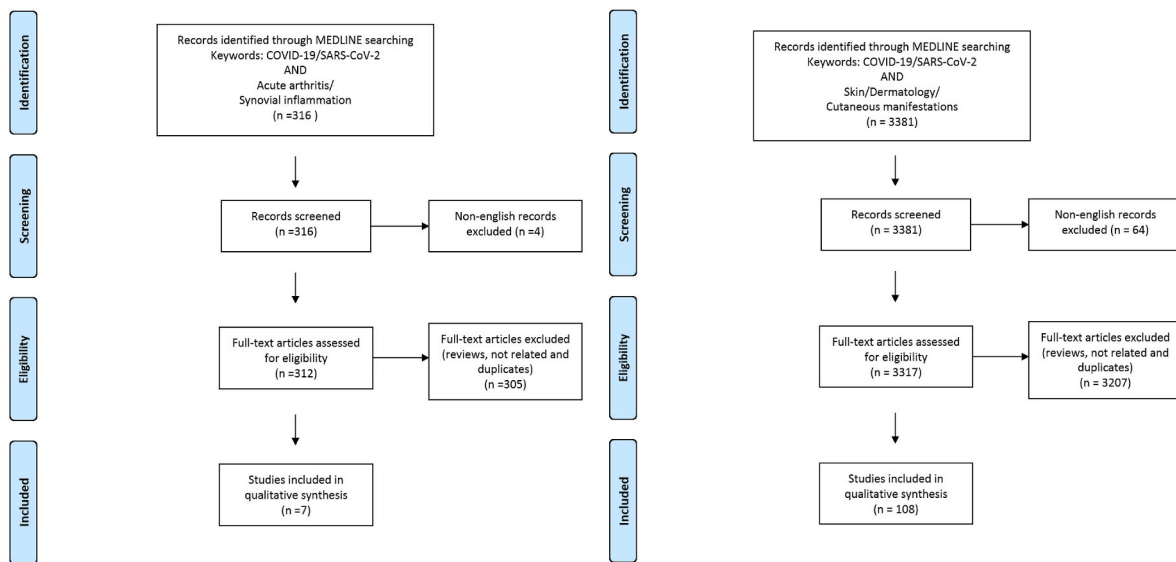 Identification
Records identified through MEDLINE searching
Keywords: COVID-19/SARS-CoV-2
AND
Acute arthritis/
Synovial inflammation
(n =316 )
Screening
Records screened
(n =316)
Non-english records
excluded (n =4)
Eligibility
Full-text articles assessed
for eligibility
(n =312)
Full-text articles excluded
(reviews, not related and
duplicates)
(n =305)
Included
Studies included in
qualitative synthesis
(n =7)
Identification
Records identified through MEDLINE searching
Keywords: COVID-19/SARS-CoV-2
AND
Skin/Dermatology/
Cutaneous manifestations
(n = 3381)
Screening
Records screened
(n = 3381)
Non-english records
excluded (n = 64)
Eligibility
Full-text articles assessed
for eligibility
(n = 3317)
Full-text articles excluded
(reviews, not related and
duplicates)
(n = 3207)
Included
Studies included in
qualitative synthesis
(n = 108)